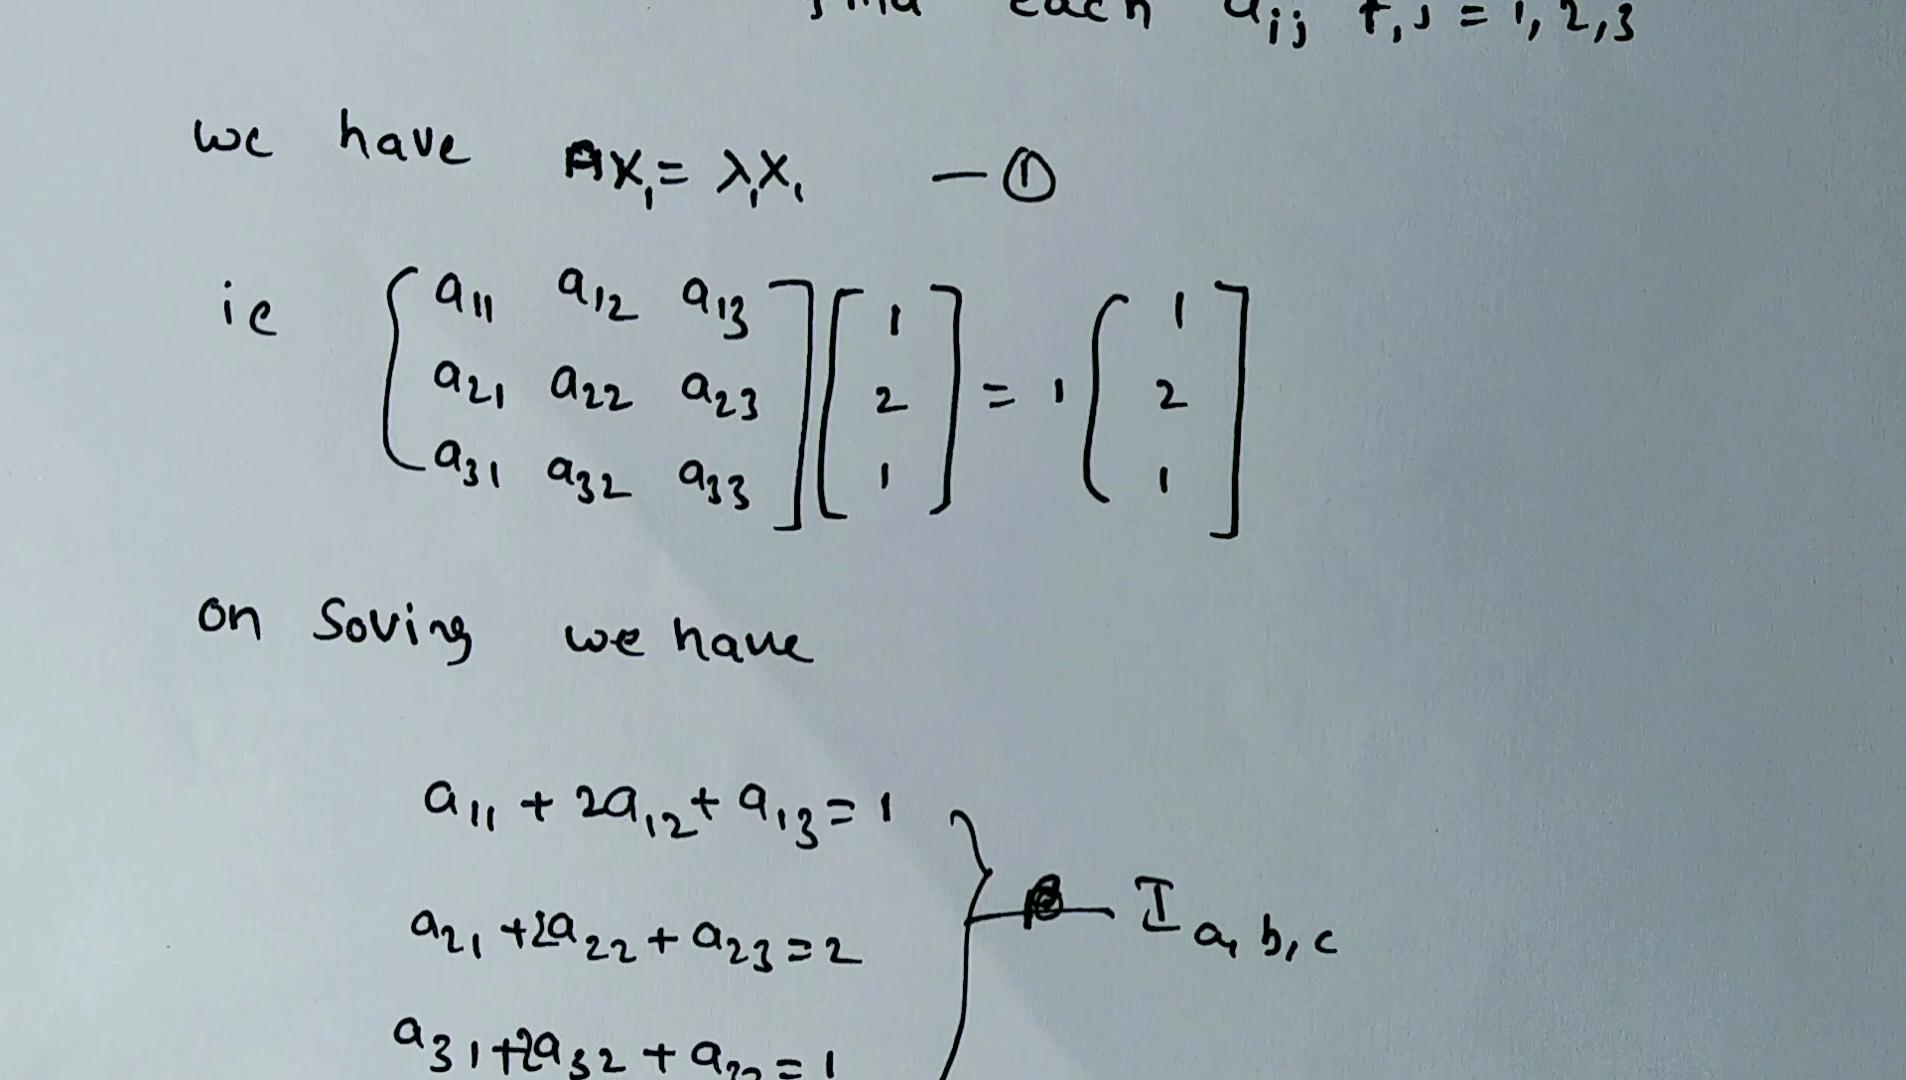 find each aij i,j = 1,2,3
we have AX₁ = λ₁X₁ —①
ie [a11 a12 a13] [1] = 1 [1]
[a21 a22 a23] [2] [2]
[a31 a32 a33] [1] [1]
on Soving we have
a11 + 2a12 + a13 = 1
a21 + 2a22 + a23 = 2 — I a, b, c
a31 + 2a32 + a33 = 1